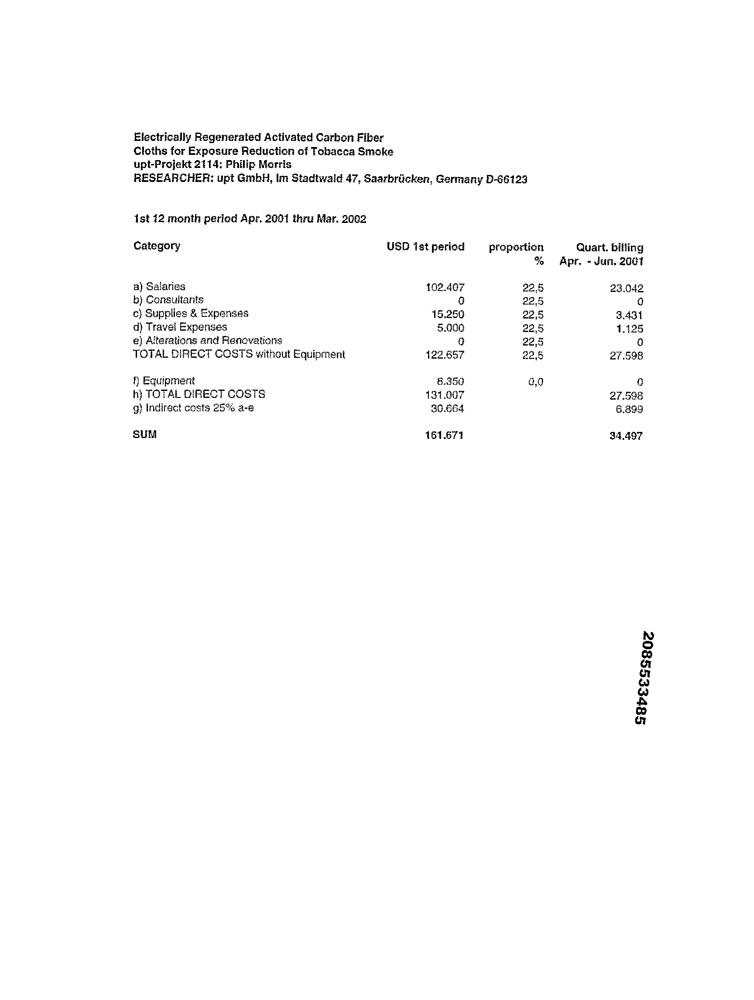 Electrically Regenerated Activated Carbon Fiber
Cloths for Exposure Reduction of Tobacca Smoke
upt-Projekt 2114: Philip Morris
RESEARCHER: upt GmbH, Im Stadtwald 47, Saarbrücken, Germany D-66123
1st 12 month period Apr. 2001 thru Mar. 2002
Category USD 1st period proportion Quart. billing
% Apr. - Jun. 2001
a) Salaries 102.407 22,5 23.042
b) Consultants 0 22,5 0
c) Supplies & Expenses 15.250 22,5 3.431
d) Travel Expenses 5.000 22,5 1.125
e) Alterations and Renovations 0 22,5 0
TOTAL DIRECT COSTS without Equipment 122.657 22,5 27.598
f) Equipment 8.350 0,0 0
h) TOTAL DIRECT COSTS 131.007 27.598
g) Indirect costs 25% a-e 30.664 6.899
SUM 161.671 34.497
2085533485